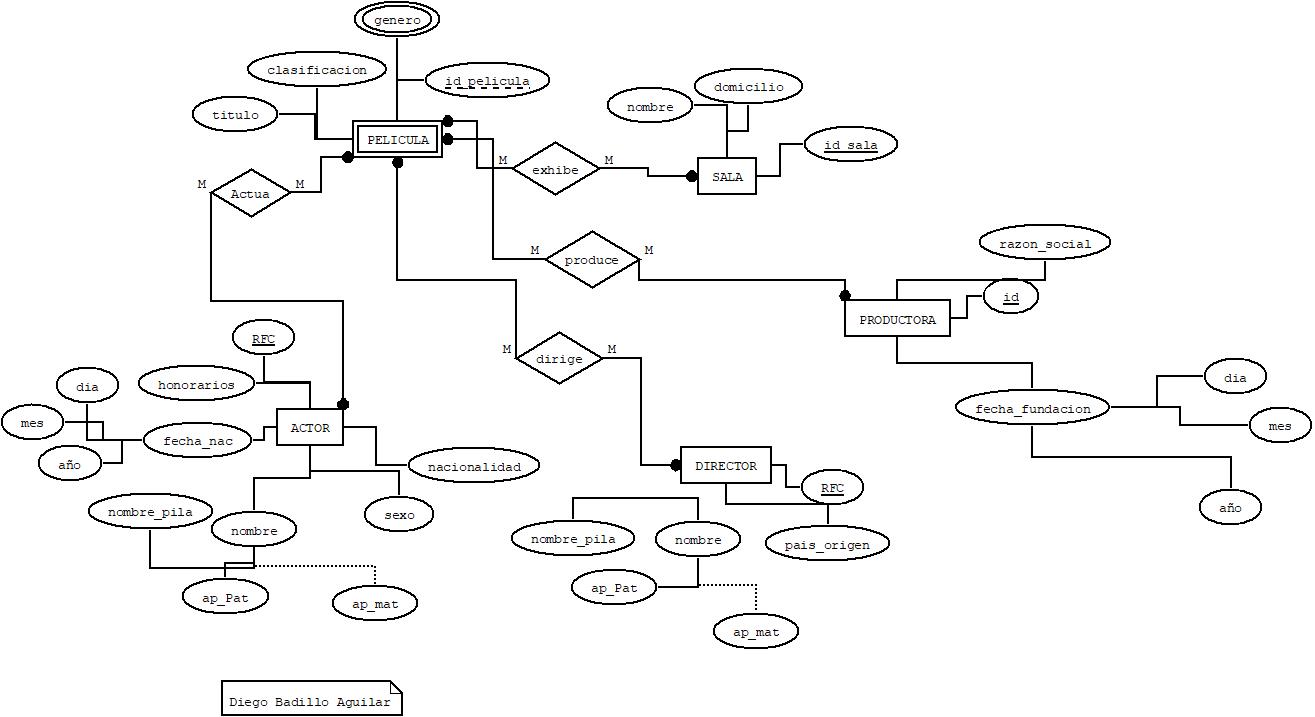 genero
clasificacion
id_pelicula
titulo
PELICULA
nombre
domicilio
id_sala
SALA
M
exhibe
M
M
Actua
M
M
produce
M
razon_social
id
PRODUCTORA
M
dirige
M
RFC
honorarios
dia
mes
año
fecha_nac
ACTOR
nacionalidad
sexo
nombre_pila
nombre
ap_Pat
ap_mat
DIRECTOR
RFC
pais_origen
nombre_pila
nombre
ap_Pat
ap_mat
fecha_fundacion
dia
mes
año
Diego Badillo Aguilar